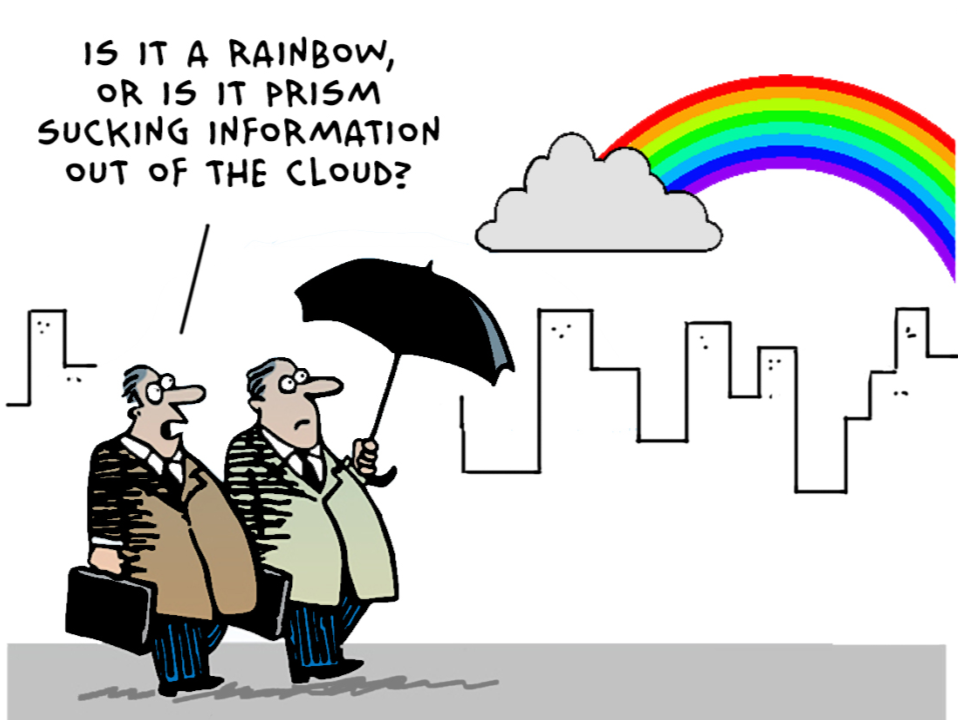 IS IT A RAINBOW,
OR IS IT PRISM
SUCKING INFORMATION
OUT OF THE CLOUD?